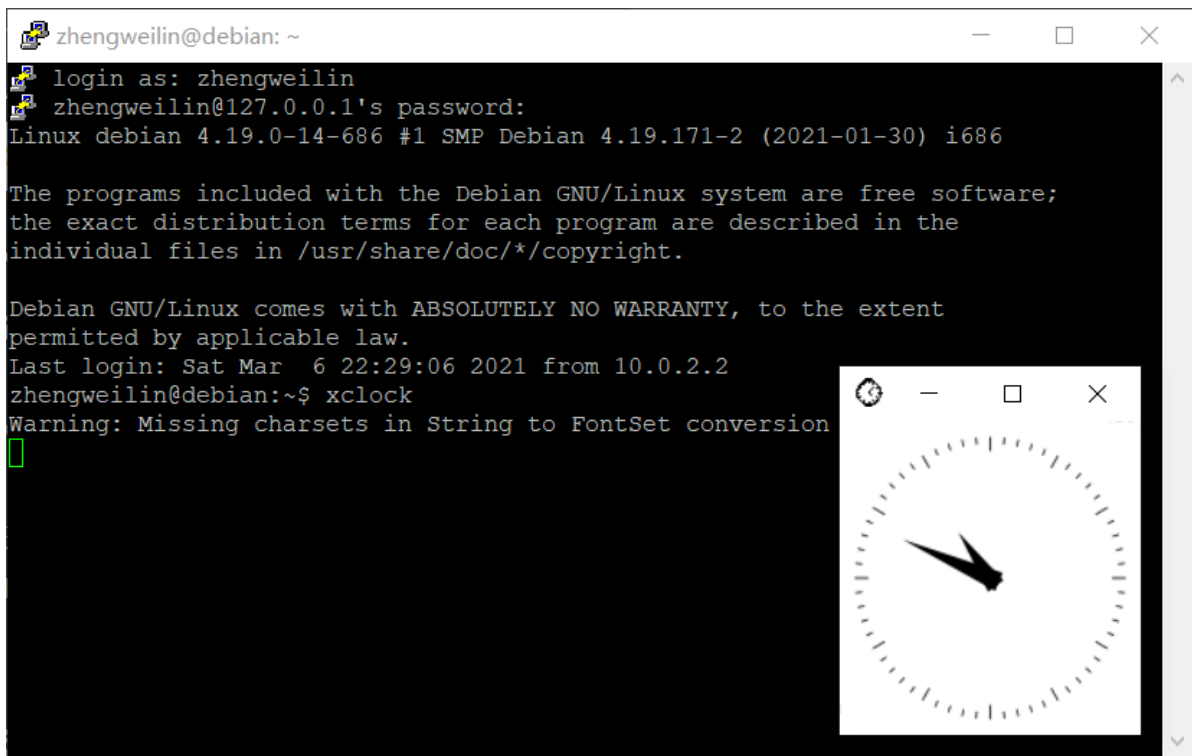 zhengweilin@debian: ~
login as: zhengweilin
zhengweilin@127.0.0.1's password:
Linux debian 4.19.0-14-686 #1 SMP Debian 4.19.171-2 (2021-01-30) i686
The programs included with the Debian GNU/Linux system are free software;
the exact distribution terms for each program are described in the
individual files in /usr/share/doc/*/copyright.
Debian GNU/Linux comes with ABSOLUTELY NO WARRANTY, to the extent
permitted by applicable law.
Last login: Sat Mar  6 22:29:06 2021 from 10.0.2.2
zhengweilin@debian:~$ xclock
Warning: Missing charsets in String to FontSet conversion